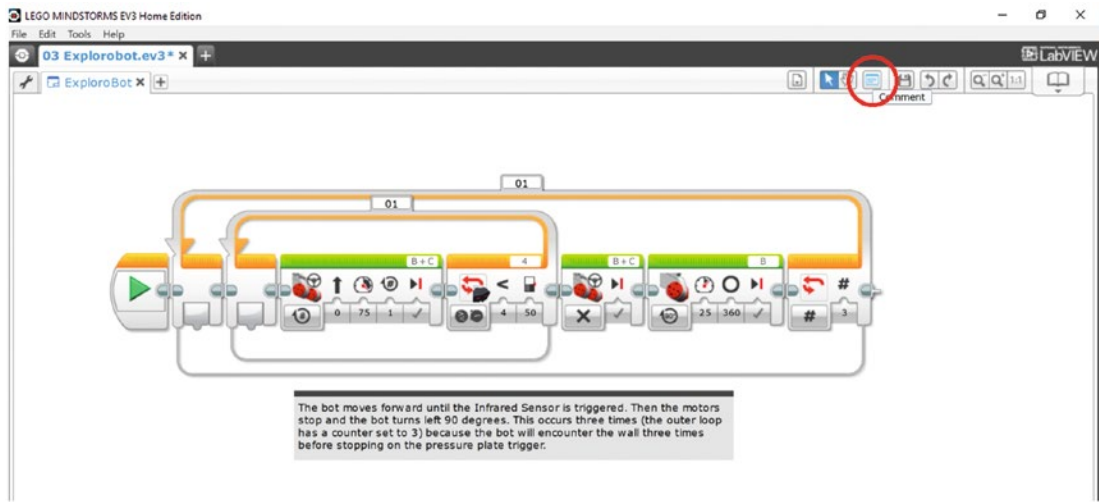 LEGO MINDSTORMS EV3 Home Edition
File Edit Tools Help
03 Explorobot.ev3* × +
LabVIEW
ExploroBot × +
1:1
Comment
01
01
B + C
4
B + C
B
#
0 75 1
4 50
25 360
# 3
The bot moves forward until the Infrared Sensor is triggered. Then the motors
stop and the bot turns left 90 degrees. This occurs three times (the outer loop
has a counter set to 3) because the bot will encounter the wall three times
before stopping on the pressure plate trigger.